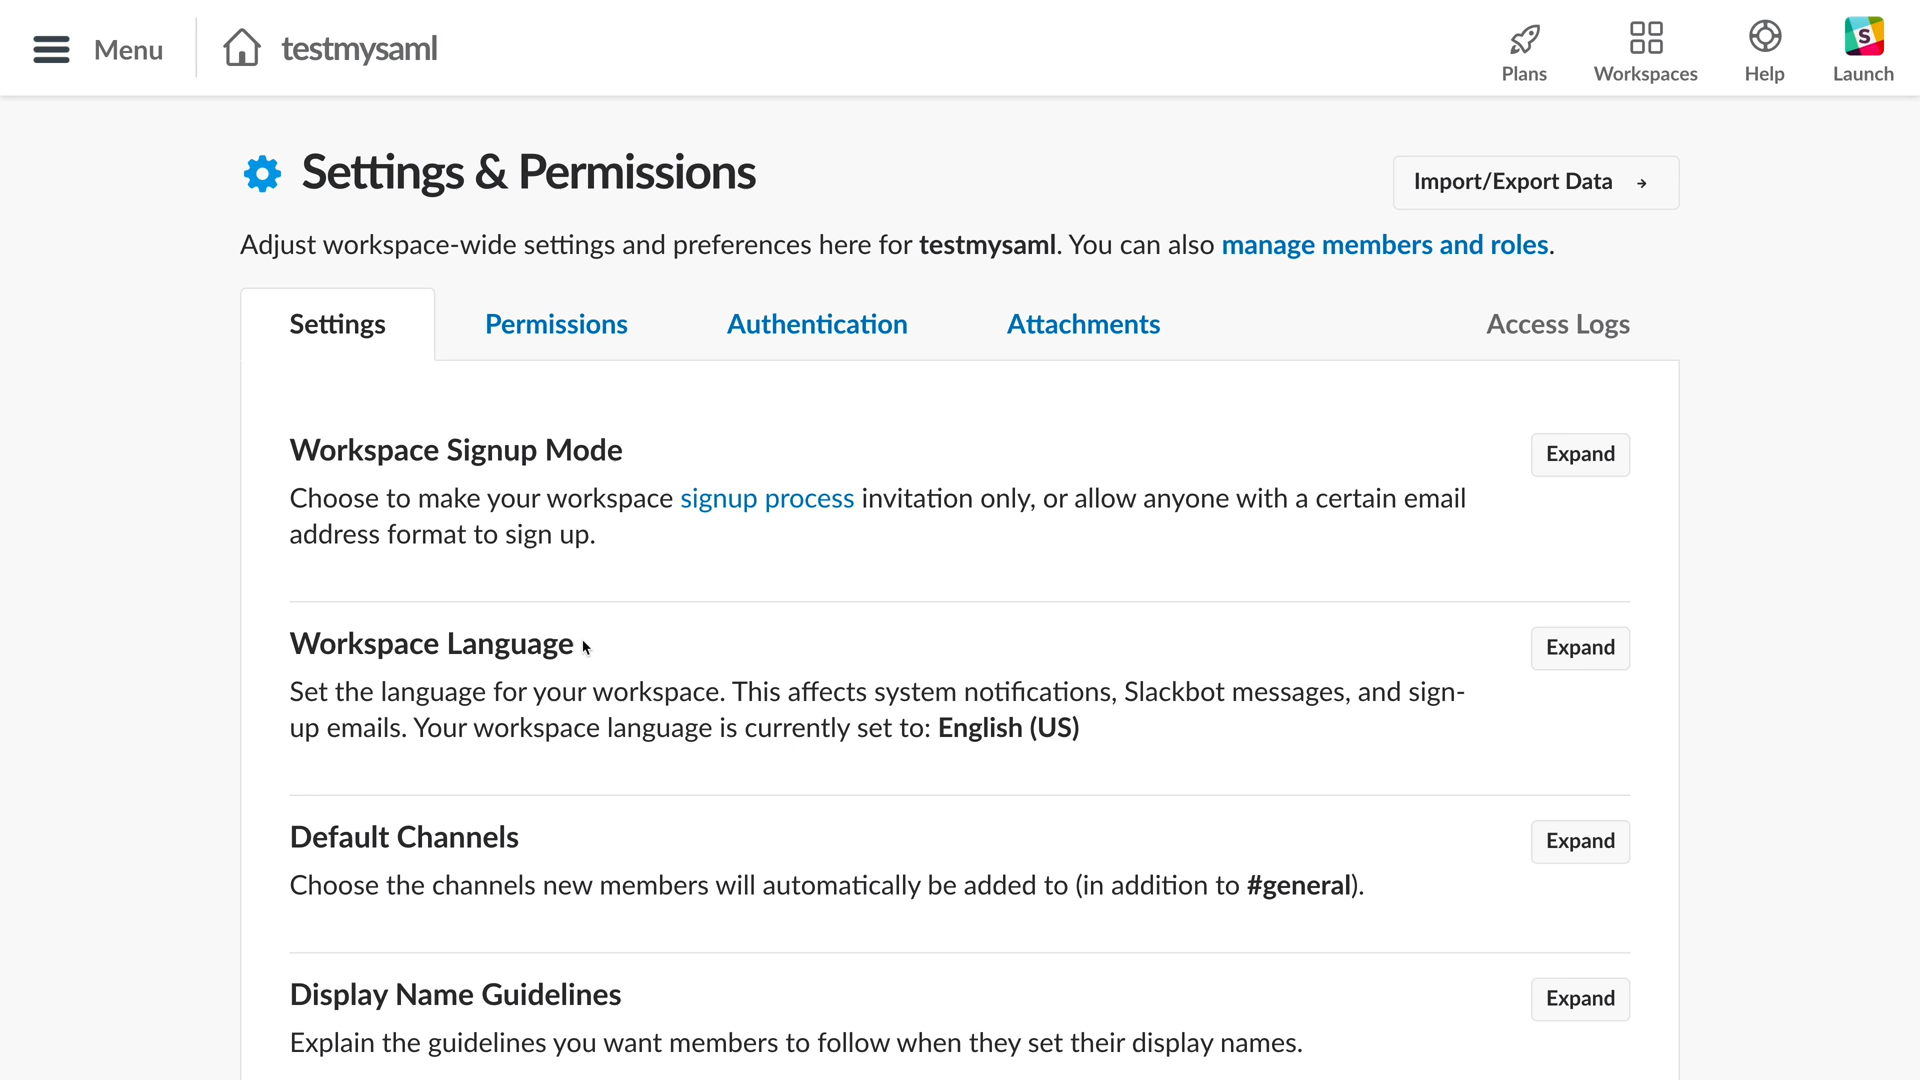 Menu
testmysaml
Plans
Workspaces
Help
S
Launch
Settings & Permissions
Import/Export Data →
Adjust workspace-wide settings and preferences here for testmysaml. You can also manage members and roles.
Settings
Permissions
Authentication
Attachments
Access Logs
Workspace Signup Mode
Expand
Choose to make your workspace signup process invitation only, or allow anyone with a certain email
address format to sign up.
Workspace Language
Expand
Set the language for your workspace. This affects system notifications, Slackbot messages, and sign-
up emails. Your workspace language is currently set to: English (US)
Default Channels
Expand
Choose the channels new members will automatically be added to (in addition to #general).
Display Name Guidelines
Expand
Explain the guidelines you want members to follow when they set their display names.